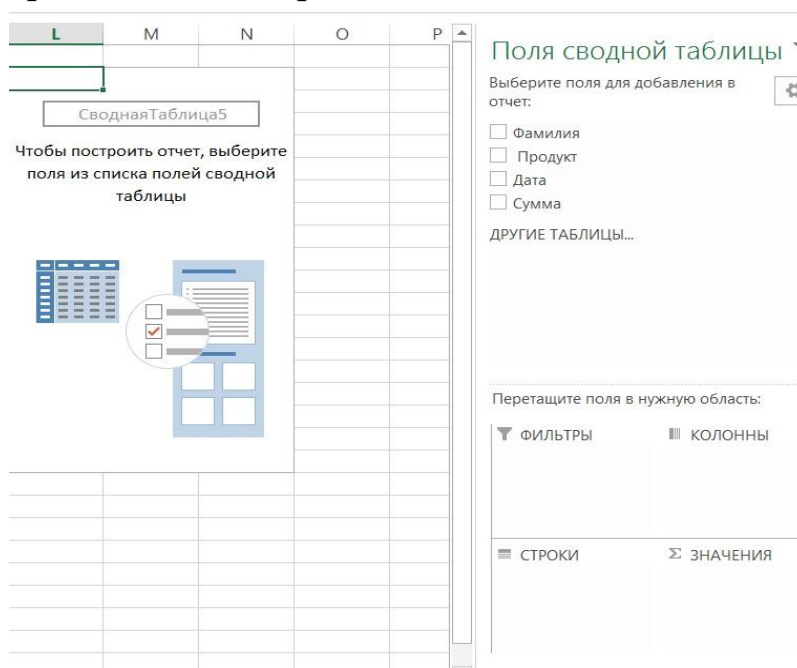 L M N O P
СводнаяТаблица5
Чтобы построить отчет, выберите
поля из списка полей сводной
таблицы
Поля сводной таблицы
Выберите поля для добавления в
отчет:
Фамилия
Продукт
Дата
Сумма
ДРУГИЕ ТАБЛИЦЫ...
Перетащите поля в нужную область:
ФИЛЬТРЫ
КОЛОННЫ
СТРОКИ
Σ ЗНАЧЕНИЯ